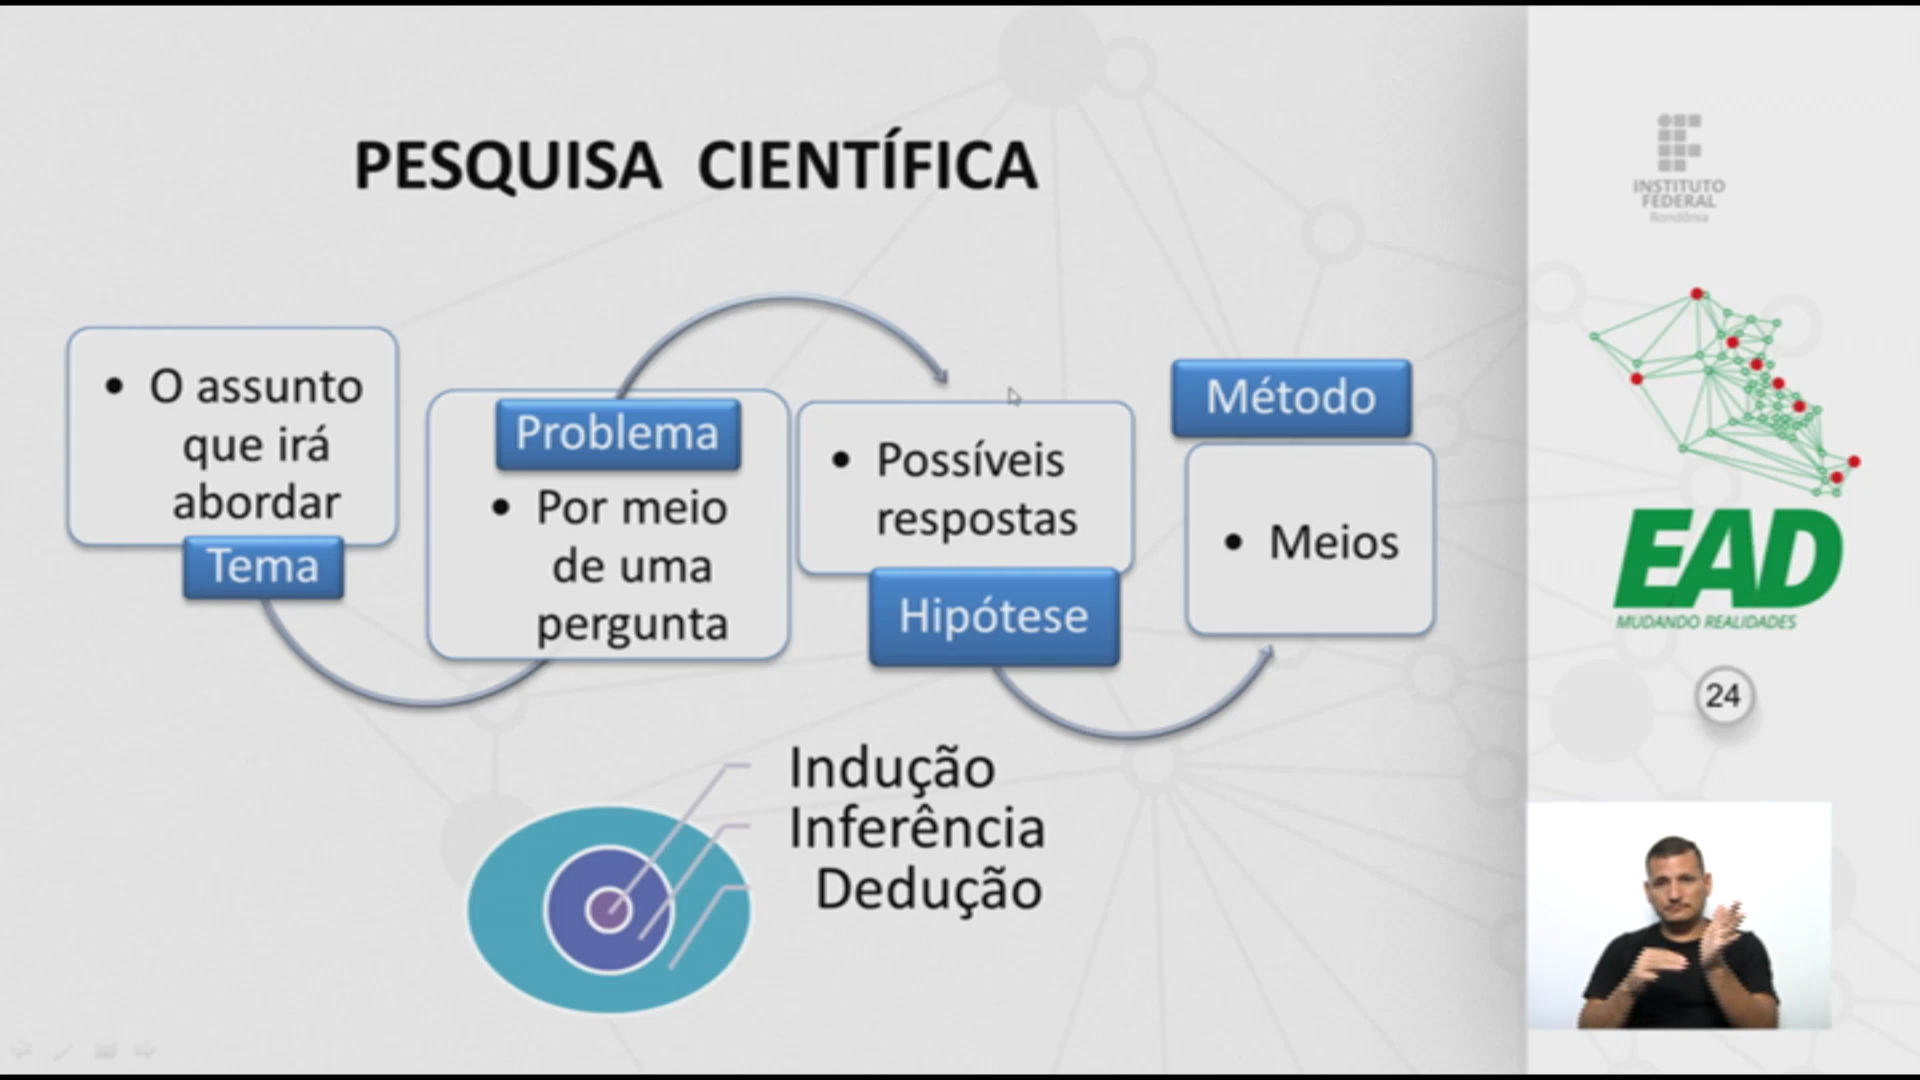 PESQUISA CIENTÍFICA
• O assunto
que irá
abordar
Tema
Problema
• Por meio
de uma
pergunta
• Possíveis
respostas
Hipótese
Método
• Meios
Indução
Inferência
Dedução
INSTITUTO
FEDERAL
Rondônia
EAD
MUDANDO REALIDADES
24